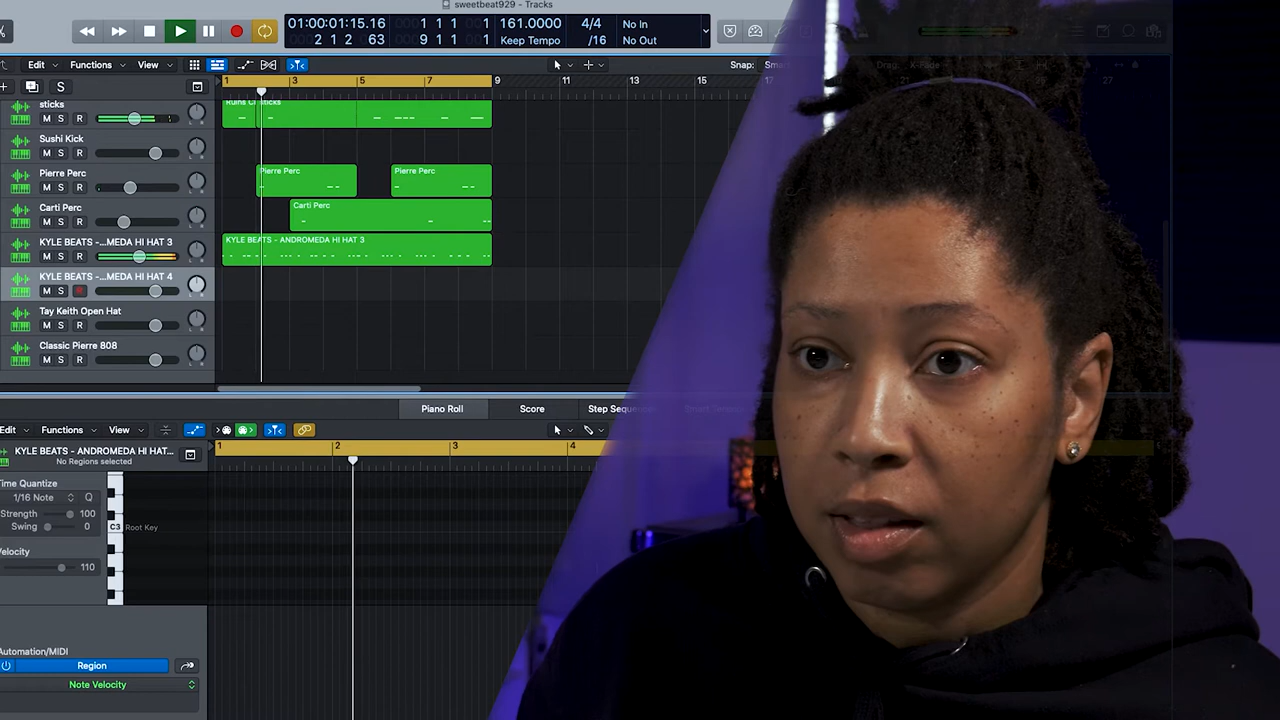 sweetbeat929 - Tracks
01:00:01:15.16
2 1 2 63
1 1 1 1
9 1 1 1
161.0000
Keep Tempo
4/4
/16
No In
No Out
Edit
Functions
View
Snap:
Drag:
X-Fade
1 3 5 7 9 11 13 15 17
27
S
sticks
M S R
Sushi Kick
M S R
Pierre Perc
M S R
Carti Perc
M S R
KYLE BEATS - ...MEDA HI HAT 3
M S R
KYLE BEATS - ...MEDA HI HAT 4
M S R
Tay Keith Open Hat
M S R
Classic Pierre 808
M S R
Pierre Perc
Pierre Perc
Carti Perc
KYLE BEATS - ANDROMEDA HI HAT 3
Piano Roll
Score
Edit
Functions
View
1 2 3 4
KYLE BEATS - ANDROMEDA HI HAT...
No Regions selected
Time Quantize
1/16 Note
Q
Strength 100
Swing 0
Velocity
110
C3
Root Key
Automation/MIDI
Region
Note Velocity